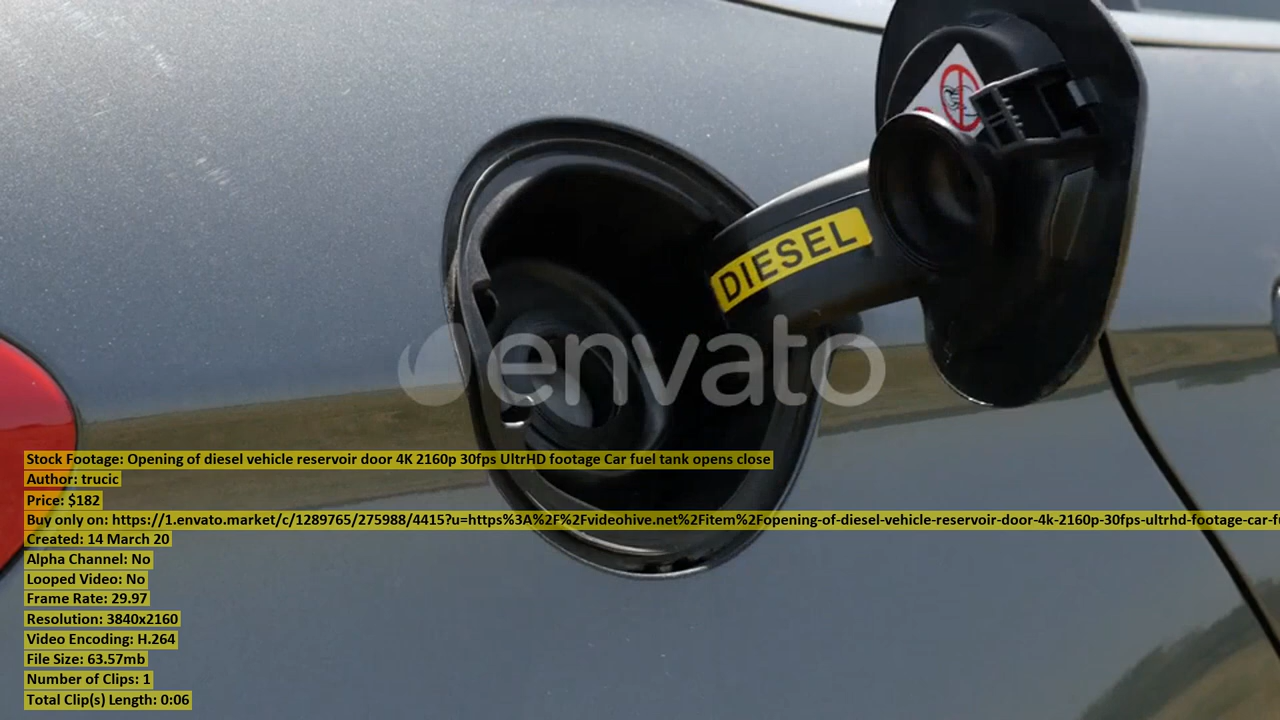 DIESEL
envato
Stock Footage: Opening of diesel vehicle reservoir door 4K 2160p 30fps UltrHD footage Car fuel tank opens close
Author: trucic
Price: $182
Buy only on: https://1.envato.market/c/1289765/275988/4415?u=https%3A%2F%2Fvideohive.net%2Fitem%2Fopening-of-diesel-vehicle-reservoir-door-4k-2160p-30fps-ultrhd-footage-car-fu
Created: 14 March 20
Alpha Channel: No
Looped Video: No
Frame Rate: 29.97
Resolution: 3840x2160
Video Encoding: H.264
File Size: 63.57mb
Number of Clips: 1
Total Clip(s) Length: 0:06